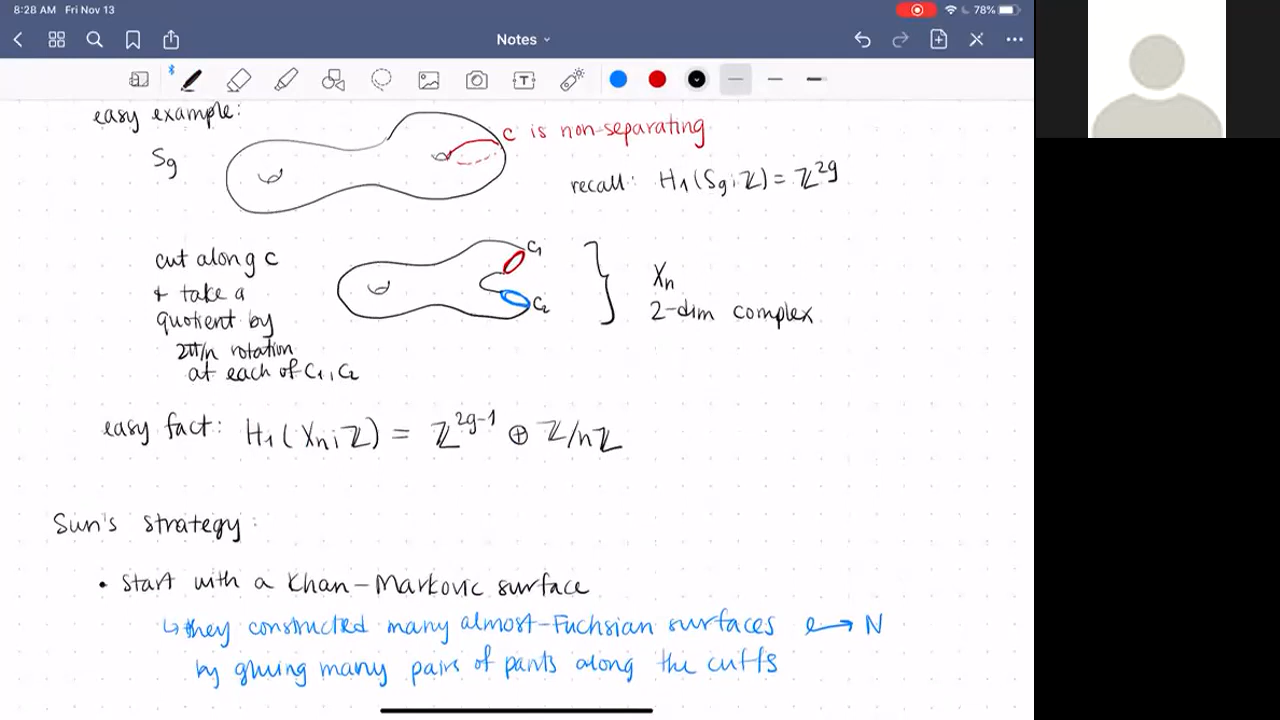 8:28 AM Fri Nov 13
78%
Notes
easy example:
Sg
c is non-separating
recall: H₁(Sg;ℤ) = ℤ²ᵍ
cut along c
+ take a
quotient by
2π/n rotation
at each of C₁, C₂
C₁
C₂
Xn
2-dim complex
easy fact: H₁(Xn;ℤ) = ℤ²ᵍ⁻¹ ⊕ ℤ/nℤ
Sun's strategy:
• start with a Khan-Markovic surface
↳ they constructed many almost-Fuchsian surfaces ↪ N
by gluing many pairs of pants along the cuffs